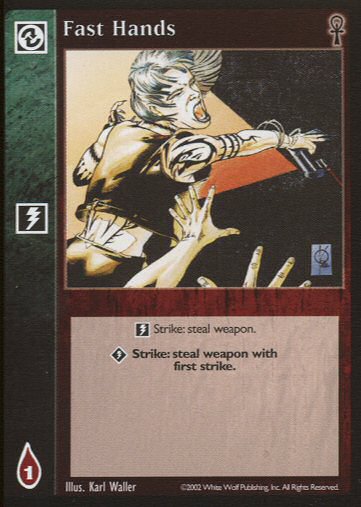 Fast Hands
Strike: steal weapon.
Strike: steal weapon with
first strike.
1
Illus. Karl Waller
©2002 White Wolf Publishing, Inc. All Rights Reserved.